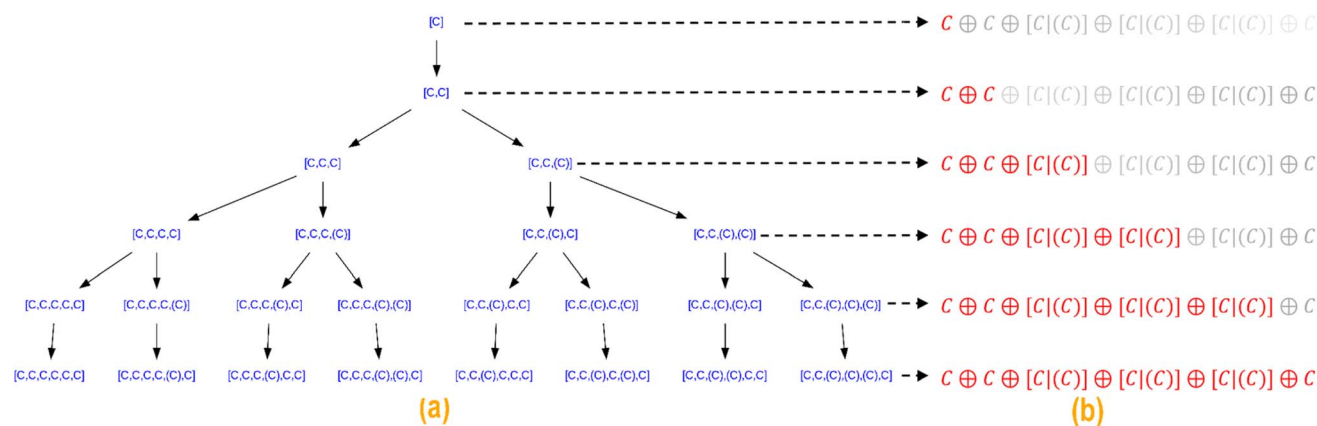 [C] C ⊕ C ⊕ [C|(C)] ⊕ [C|(C)] ⊕ [C|(C)] ⊕ C
[C,C] C ⊕ C ⊕ [C|(C)] ⊕ [C|(C)] ⊕ [C|(C)] ⊕ C
[C,C,C] [C,C,(C)] C ⊕ C ⊕ [C|(C)] ⊕ [C|(C)] ⊕ [C|(C)] ⊕ C
[C,C,C,C] [C,C,C,(C)] [C,C,(C),C] [C,C,(C),(C)] C ⊕ C ⊕ [C|(C)] ⊕ [C|(C)] ⊕ [C|(C)] ⊕ C
[C,C,C,C,C] [C,C,C,C,(C)] [C,C,C,(C),C] [C,C,C,(C),(C)] [C,C,(C),C,C] [C,C,(C),C,(C)] [C,C,(C),(C),C] [C,C,(C),(C),(C)] C ⊕ C ⊕ [C|(C)] ⊕ [C|(C)] ⊕ [C|(C)] ⊕ C
[C,C,C,C,C,C] [C,C,C,C,(C),C] [C,C,C,(C),C,C] [C,C,C,(C),(C),C] [C,C,(C),C,C,C] [C,C,(C),C,(C),C] [C,C,(C),(C),C,C] [C,C,(C),(C),(C),C] C ⊕ C ⊕ [C|(C)] ⊕ [C|(C)] ⊕ [C|(C)] ⊕ C
(a) (b)